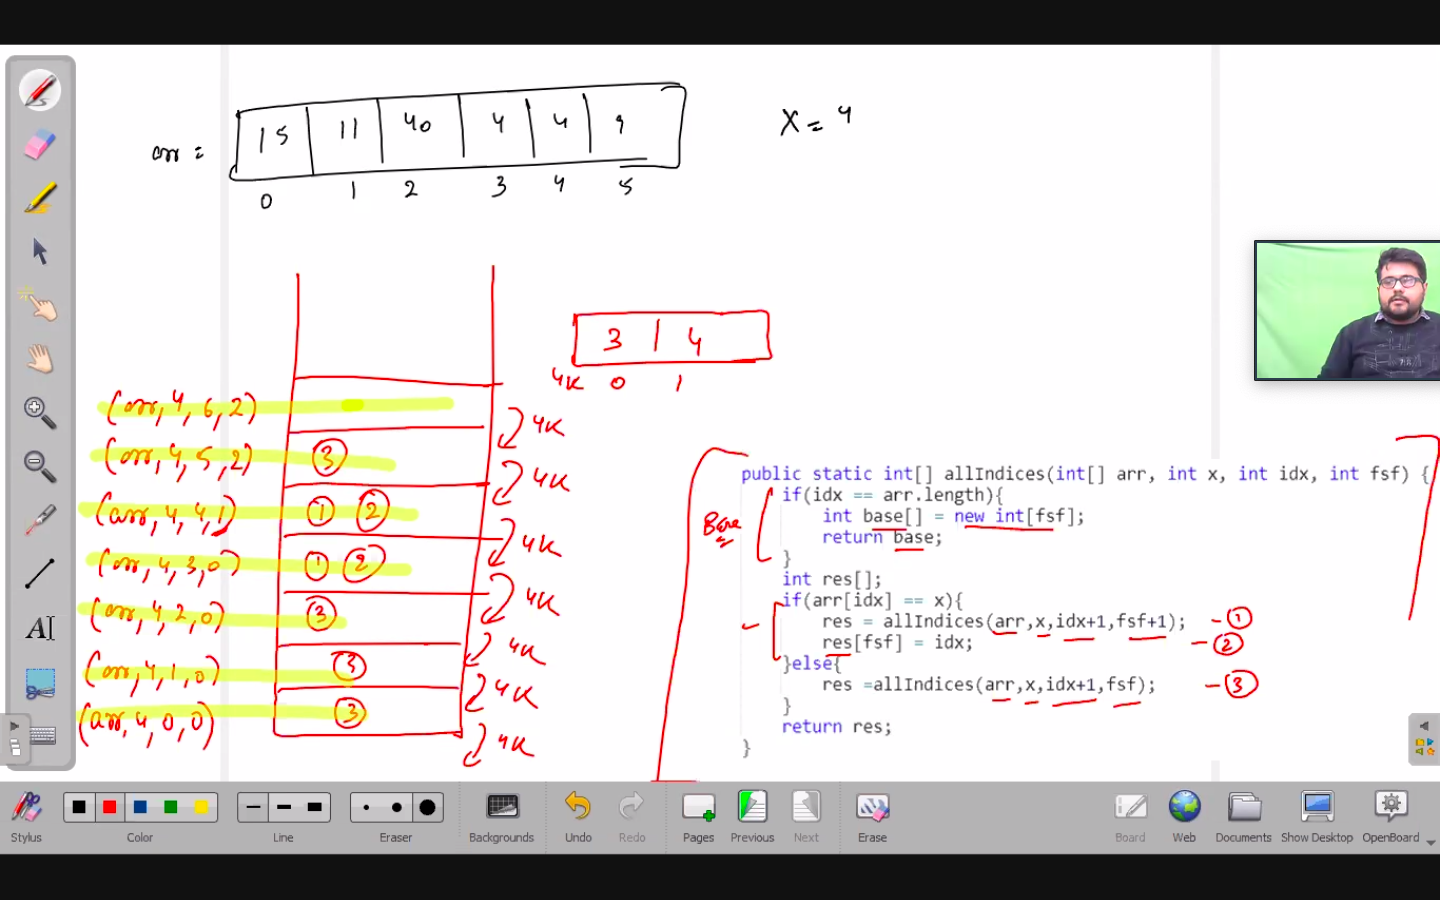 arr = 15 11 40 4 4 9
0 1 2 3 4 5
X = 4
3 4
4K 0 1
(arr, 4, 6, 2) 4K
(arr, 4, 5, 2) ③ 4K
(arr, 4, 4, 1) ① ② 4K
(arr, 4, 3, 0) ① ② 4K
(arr, 4, 2, 0) ③ 4K
(arr, 4, 1, 0) ③ 4K
(arr, 4, 0, 0) ③ 4K
public static int[] allIndices(int[] arr, int x, int idx, int fsf) {
if(idx == arr.length){
Base int base[] = new int[fsf];
return base;
}
int res[];
if(arr[idx] == x){
res = allIndices(arr,x,idx+1,fsf+1); - ①
res[fsf] = idx; - ②
}else{
res =allIndices(arr,x,idx+1,fsf); - ③
}
return res;
}
Stylus Color Line Eraser Backgrounds Undo Redo Pages Previous Next Erase Board Web Documents Show Desktop OpenBoard